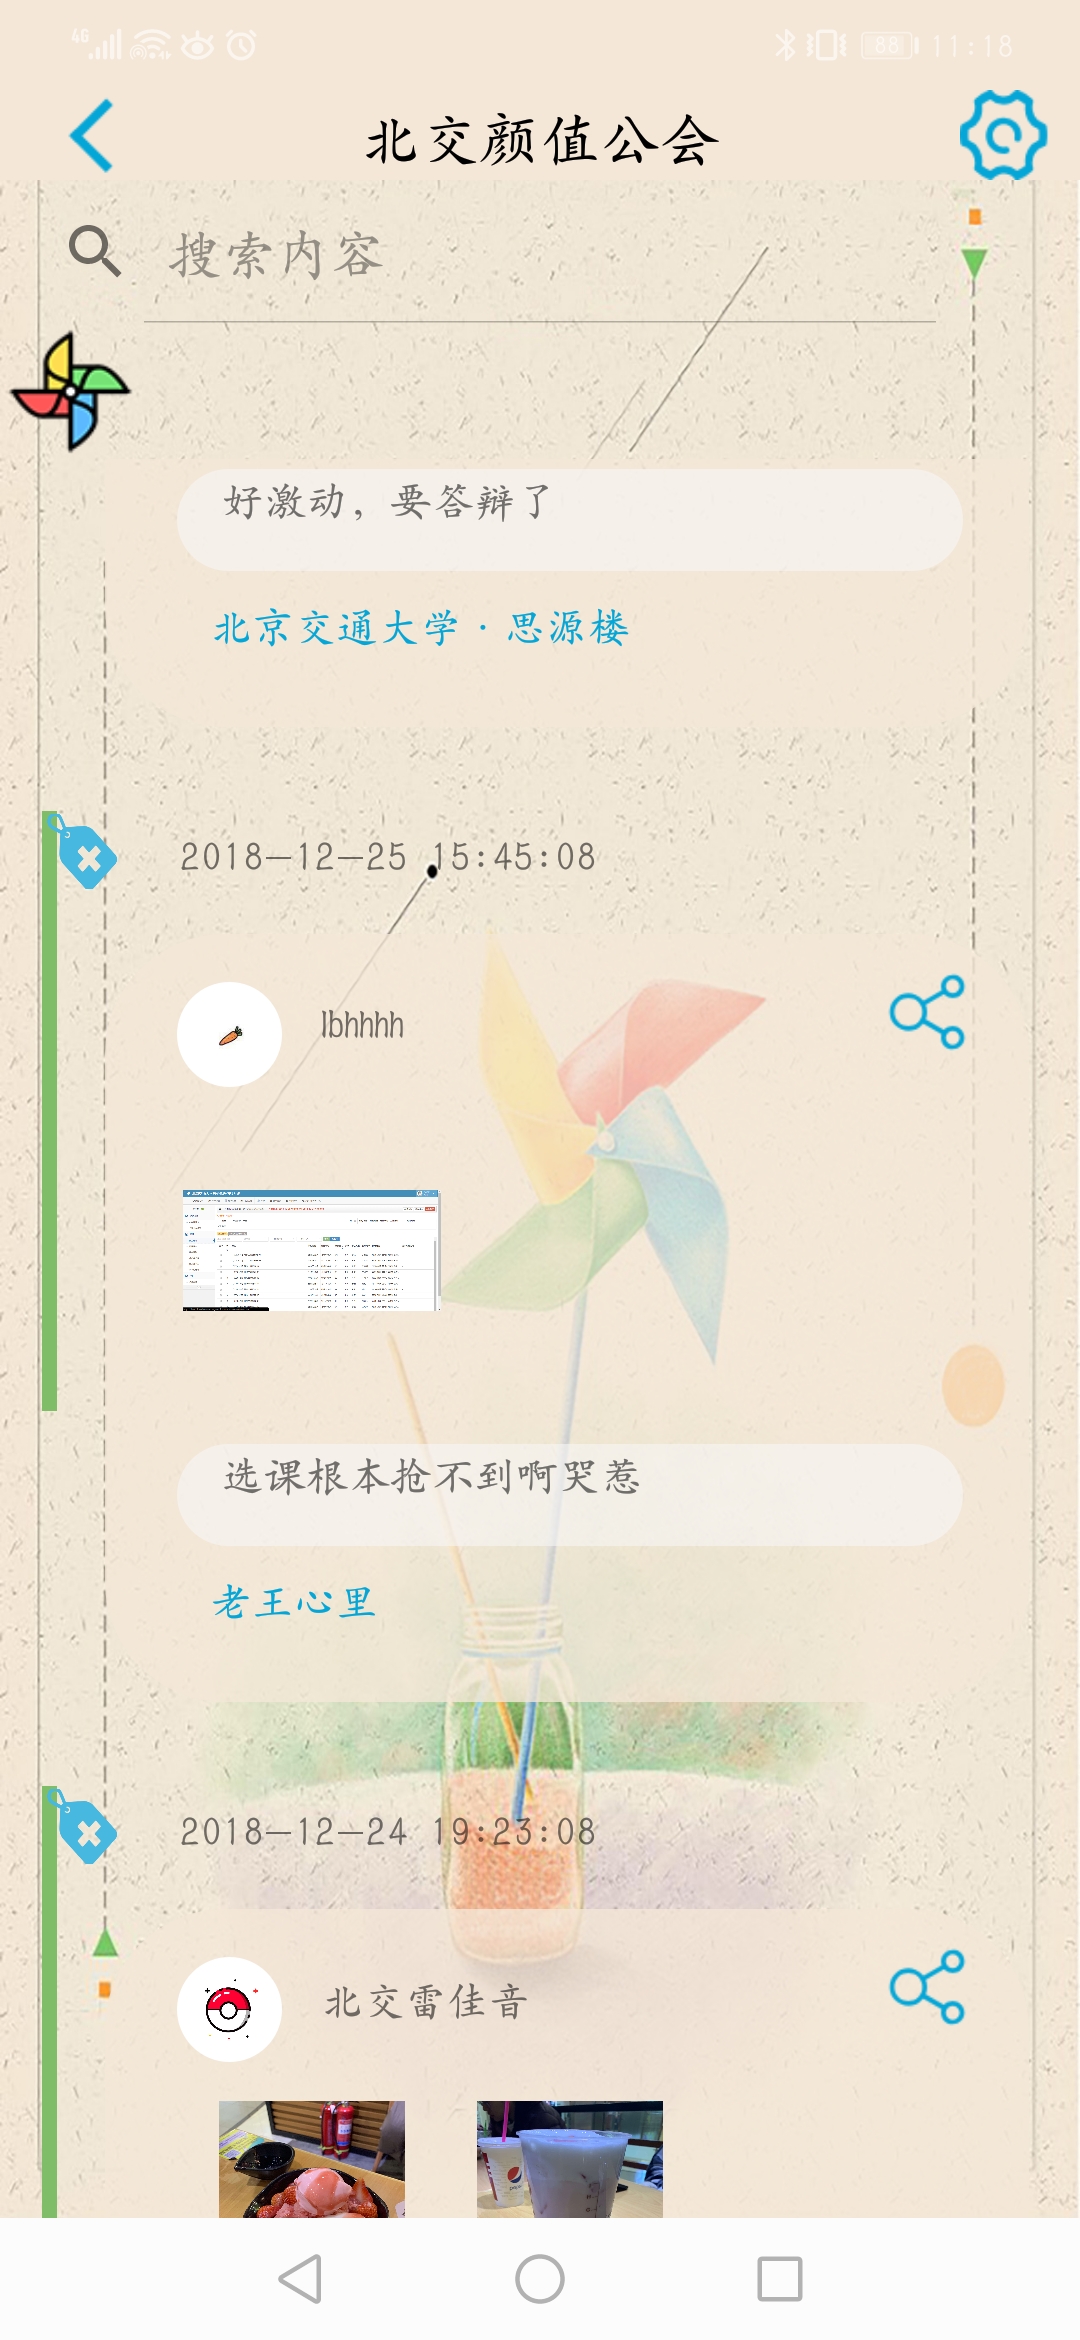 4G 88 11:18
北交颜值公会
搜索内容
好激动，要答辩了
北京交通大学·思源楼
2018-12-25 15:45:08
lbhhhh
选课根本抢不到啊哭惹
老王心里
2018-12-24 19:23:08
北交雷佳音